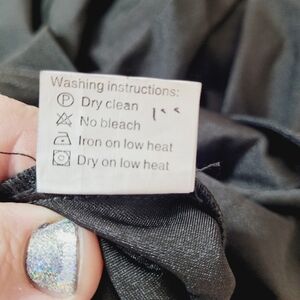 Washing instructions:
Ⓟ Dry clean
No bleach
Iron on low heat
Dry on low heat